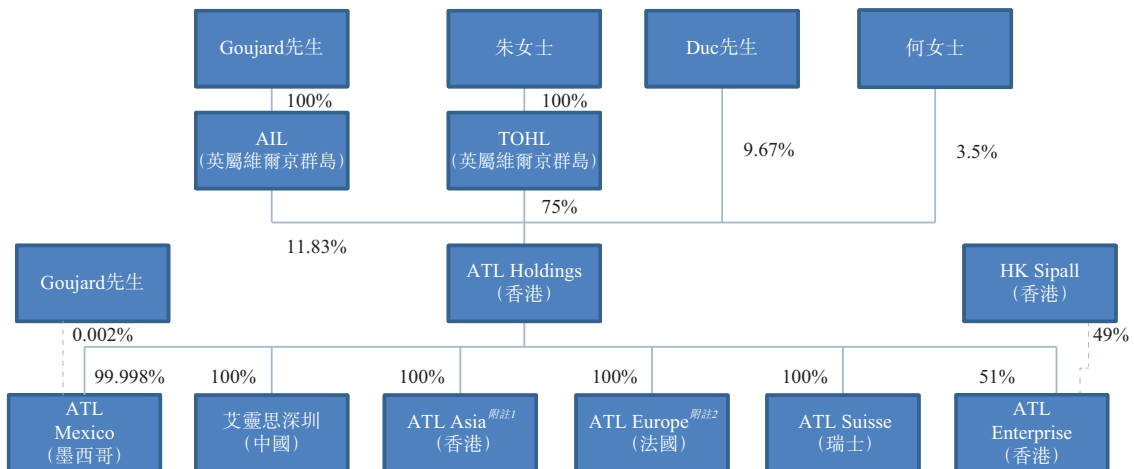 Goujard先生
朱女士
Duc先生
何女士
100%
100%
AIL
(英屬維爾京群島)
TOHL
(英屬維爾京群島)
9.67%
3.5%
75%
11.83%
Goujard先生
ATL Holdings
(香港)
HK Sipall
(香港)
0.002%
49%
99.998%
100%
100%
100%
100%
51%
ATL
Mexico
(墨西哥)
艾靈思深圳
(中國)
ATL Asia附註1
(香港)
ATL Europe附註2
(法國)
ATL Suisse
(瑞士)
ATL
Enterprise
(香港)